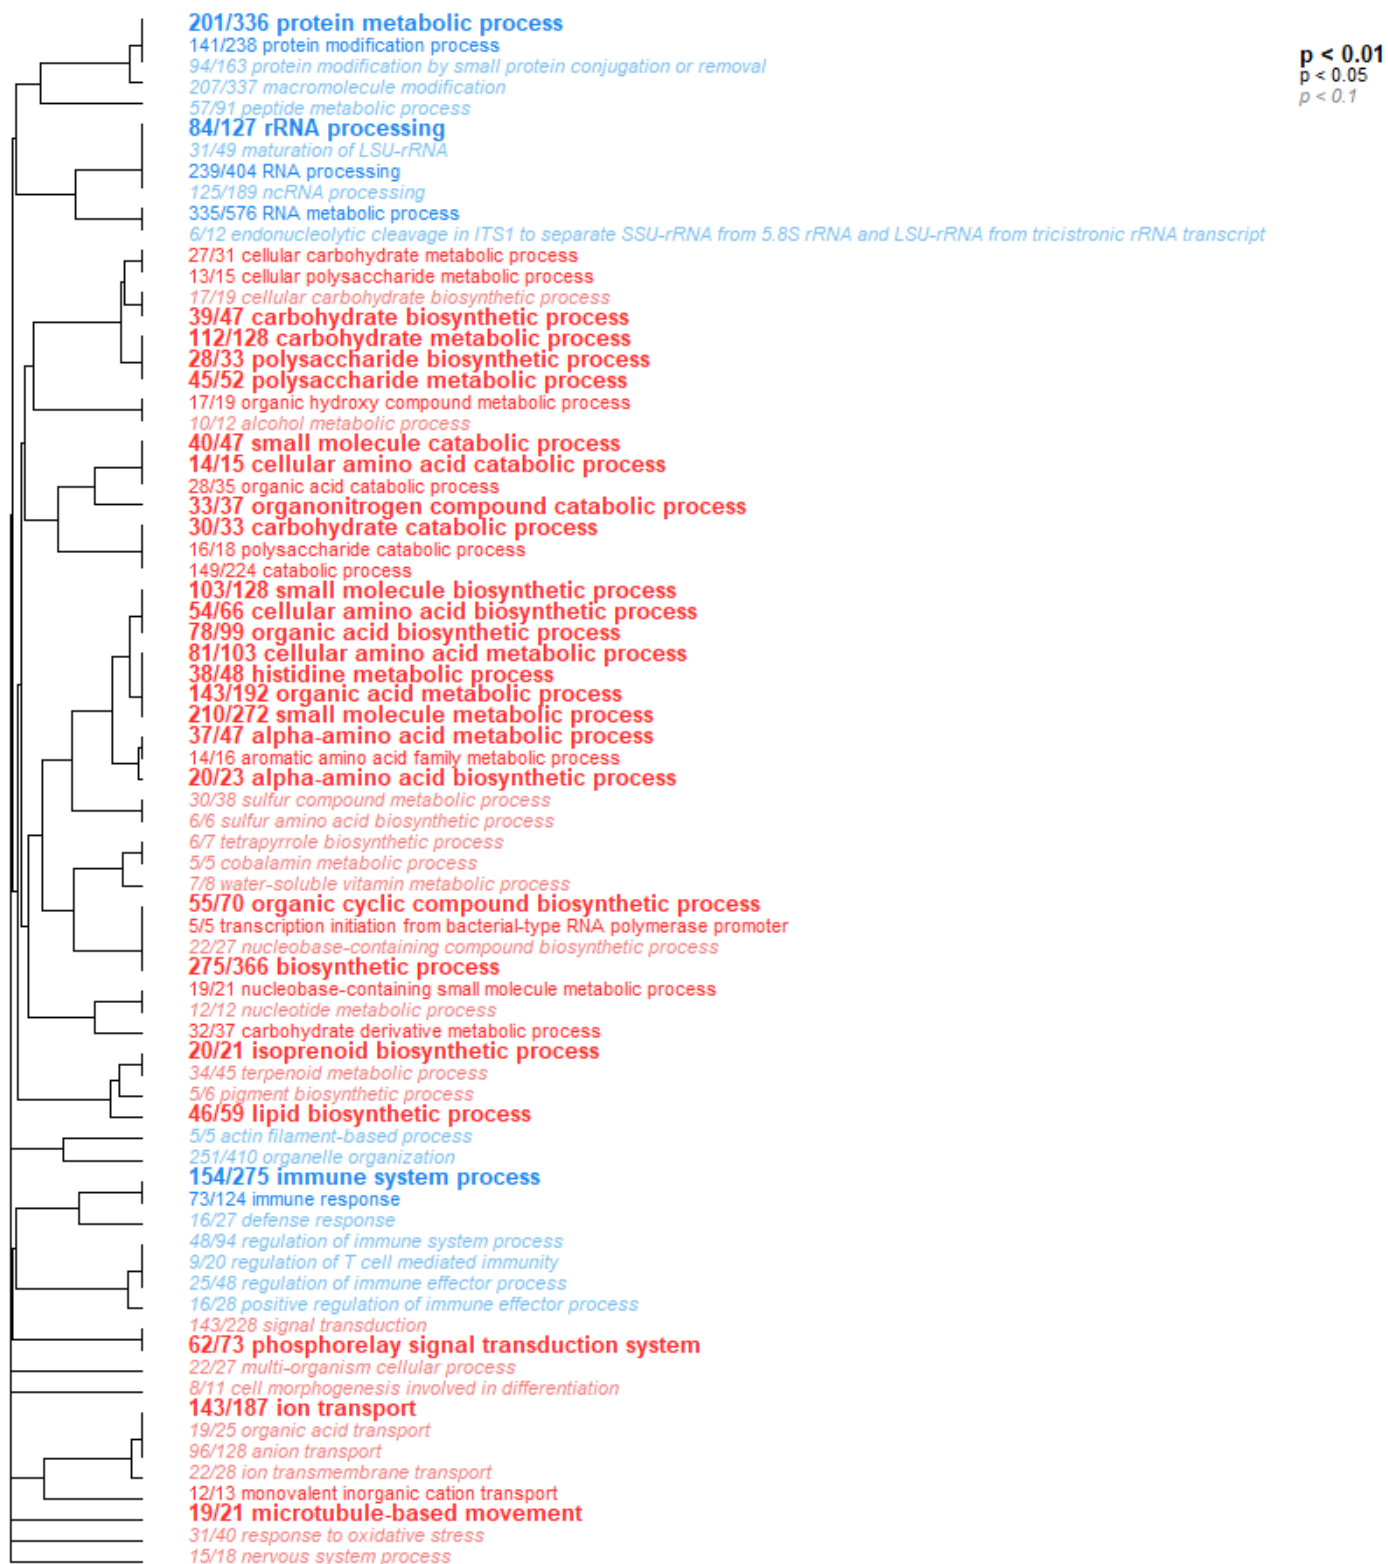 201/336 protein metabolic process
141/238 protein modification process
p < 0.01
94/163 protein modification by small protein conjugation or removal
p < 0.05
207/337 macromolecule modification
p < 0.1
57/91 peptide metabolic process
84/127 rRNA processing
31/49 maturation of LSU-rRNA
239/404 RNA processing
125/189 ncRNA processing
335/576 RNA metabolic process
6/12 endonucleolytic cleavage in ITS1 to separate SSU-rRNA from 5.8S rRNA and LSU-rRNA from tricistronic rRNA transcript
27/31 cellular carbohydrate metabolic process
13/15 cellular polysaccharide metabolic process
17/19 cellular carbohydrate biosynthetic process
39/47 carbohydrate biosynthetic process
112/128 carbohydrate metabolic process
28/33 polysaccharide biosynthetic process
45/52 polysaccharide metabolic process
17/19 organic hydroxy compound metabolic process
10/12 alcohol metabolic process
40/47 small molecule catabolic process
14/15 cellular amino acid catabolic process
28/35 organic acid catabolic process
33/37 organonitrogen compound catabolic process
30/33 carbohydrate catabolic process
16/18 polysaccharide catabolic process
149/224 catabolic process
103/128 small molecule biosynthetic process
54/66 cellular amino acid biosynthetic process
78/99 organic acid biosynthetic process
81/103 cellular amino acid metabolic process
38/48 histidine metabolic process
143/192 organic acid metabolic process
210/272 small molecule metabolic process
37/47 alpha-amino acid metabolic process
14/16 aromatic amino acid family metabolic process
20/23 alpha-amino acid biosynthetic process
30/38 sulfur compound metabolic process
6/6 sulfur amino acid biosynthetic process
6/7 tetrapyrrole biosynthetic process
5/5 cobalamin metabolic process
7/8 water-soluble vitamin metabolic process
55/70 organic cyclic compound biosynthetic process
5/5 transcription initiation from bacterial-type RNA polymerase promoter
22/27 nucleobase-containing compound biosynthetic process
275/366 biosynthetic process
19/21 nucleobase-containing small molecule metabolic process
12/12 nucleotide metabolic process
32/37 carbohydrate derivative metabolic process
20/21 isoprenoid biosynthetic process
34/45 terpenoid metabolic process
5/6 pigment biosynthetic process
46/59 lipid biosynthetic process
5/5 actin filament-based process
251/410 organelle organization
154/275 immune system process
73/124 immune response
16/27 defense response
48/94 regulation of immune system process
9/20 regulation of T cell mediated immunity
25/48 regulation of immune effector process
16/28 positive regulation of immune effector process
143/228 signal transduction
62/73 phosphorelay signal transduction system
22/27 multi-organism cellular process
8/11 cell morphogenesis involved in differentiation
143/187 ion transport
19/25 organic acid transport
96/128 anion transport
22/28 ion transmembrane transport
12/13 monovalent inorganic cation transport
19/21 microtubule-based movement
31/40 response to oxidative stress
15/18 nervous system process